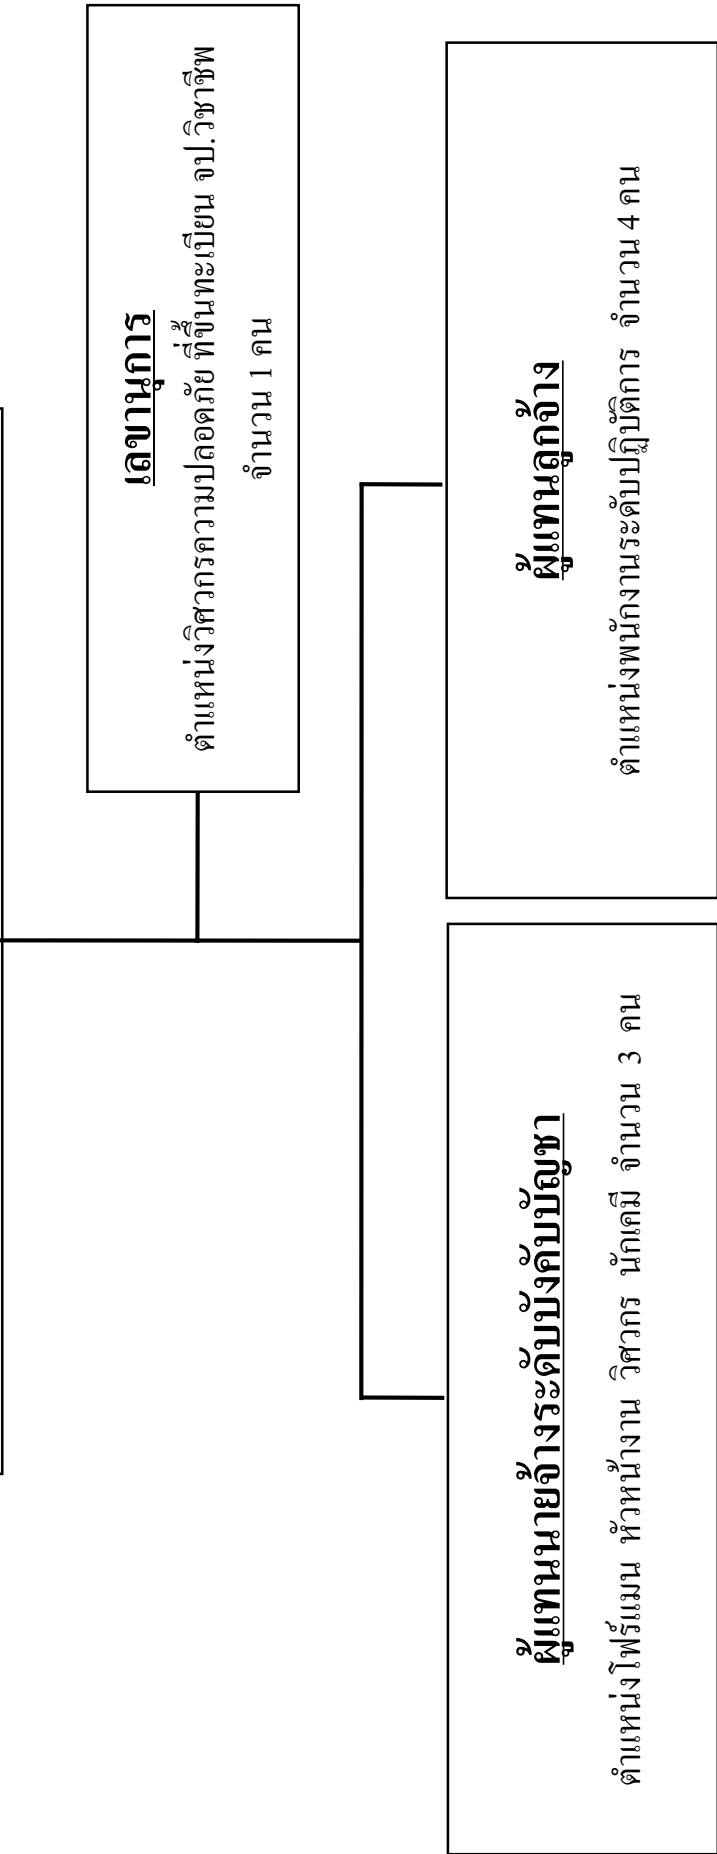 เลขานุการ
ตำแหน่งวิศวกรความปลอดภัย ที่ขึ้นทะเบียน จป.วิชาชีพ
จำนวน 1 คน
ผู้แทนนายจ้างระดับบังคับบัญชา
ตำแหน่งโฟร์แมน หัวหน้างาน วิศวกร นักเคมี จำนวน 3 คน
ผู้แทนลูกจ้าง
ตำแหน่งพนักงานระดับปฏิบัติการ จำนวน 4 คน